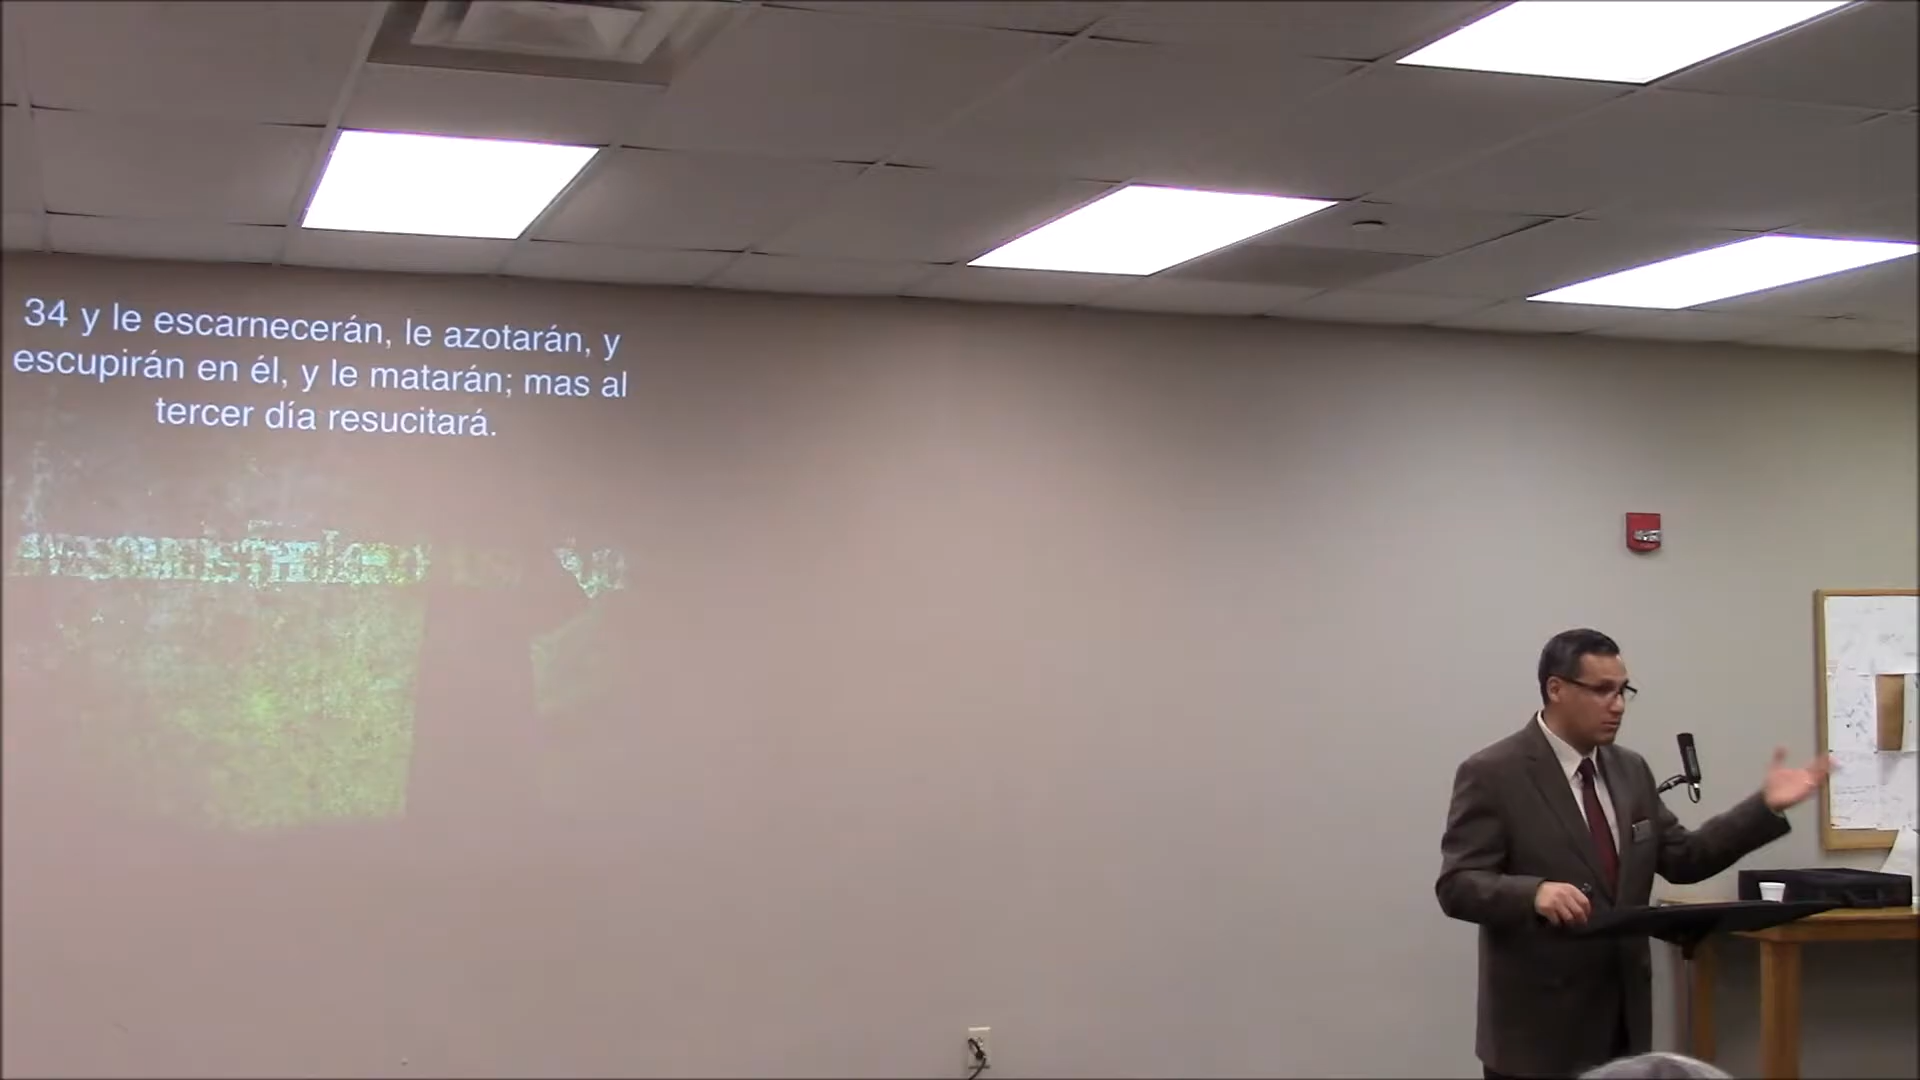 34 y le escarnecerán, le azotarán, y
escupirán en él, y le matarán; mas al
tercer día resucitará.